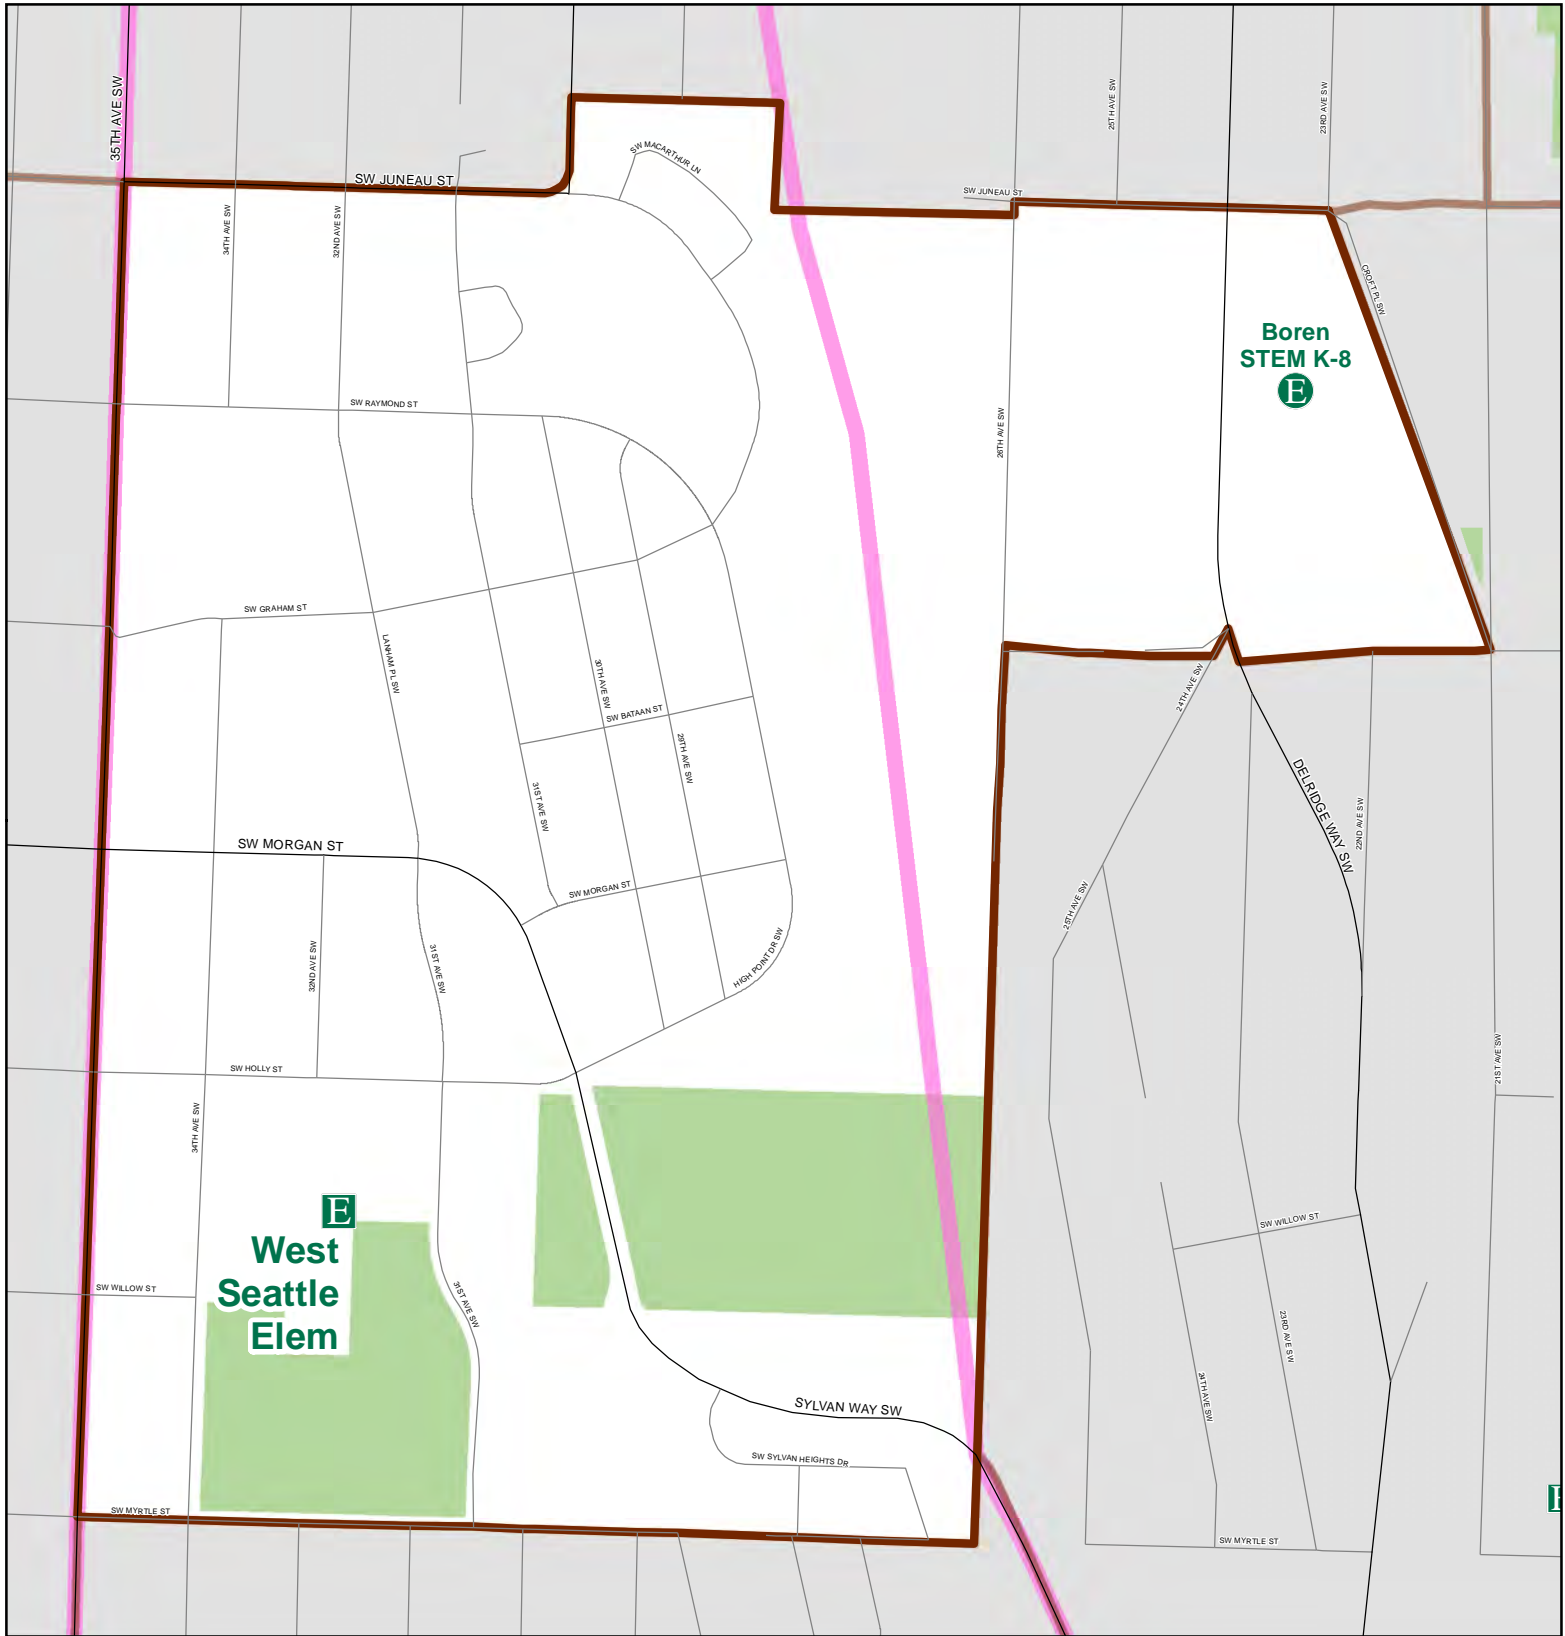 35TH AVE SW
25TH AVE SW
23RD AVE SW
SW MACARTHUR LN
SW JUNEAU ST
SW JUNEAU ST
34TH AVE SW
32ND AVE SW
CROFT PL SW
Boren
STEM K-8
E
SW RAYMOND ST
26TH AVE SW
SW GRAHAM ST
LANHAM PL SW
30TH AVE SW
24TH AVE SW
SW BATAAN ST
29TH AVE SW
31ST AVE SW
DELRIDGE WAY SW
22ND AVE SW
SW MORGAN ST
SW MORGAN ST
25TH AVE SW
32ND AVE SW
31ST AVE SW
HIGH POINT DR SW
21ST AVE SW
SW HOLLY ST
34TH AVE SW
E
West
Seattle
Elem
SW WILLOW ST
SW WILLOW ST
31ST AVE SW
23RD AVE SW
24TH AVE SW
SYLVAN WAY SW
SW SYLVAN HEIGHTS DR
SW MYRTLE ST
SW MYRTLE ST